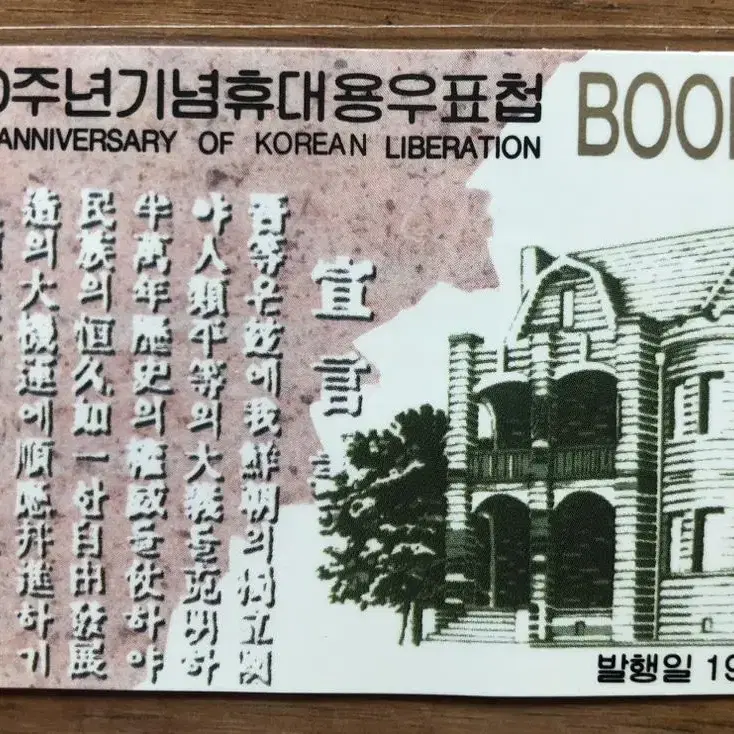 0주년기념휴대용우표첩
ANNIVERSARY OF KOREAN LIBERATION
BOO
宣言
吾等은玆에我鮮朝의獨立國
야人類平等의大義를克明하
半萬年歷史의權威를仗하야
民族의恒久如一한自由發展
造의大機運에順應幷進하기
발행일 19